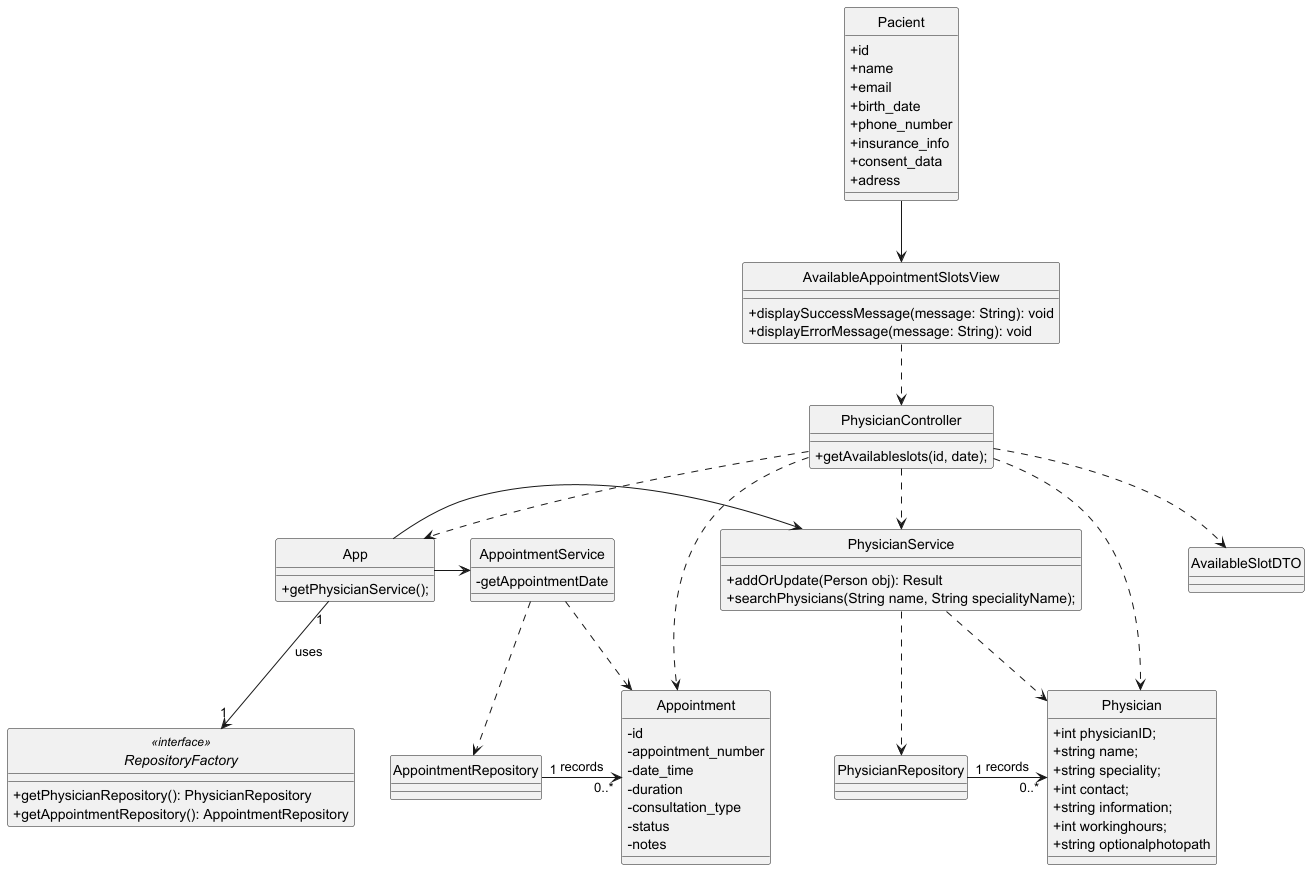 Pacient
+id
+name
+email
+birth_date
+phone_number
+insurance_info
+consent_data
+adress
AvailableAppointmentSlotsView
+displaySuccessMessage(message: String): void
+displayErrorMessage(message: String): void
PhysicianController
+getAvailableslots(id, date);
App
+getPhysicianService();
AppointmentService
-getAppointmentDate
PhysicianService
+addOrUpdate(Person obj): Result
+searchPhysicians(String name, String specialityName);
AvailableSlotDTO
1
uses
1
«interface»
RepositoryFactory
+getPhysicianRepository(): PhysicianRepository
+getAppointmentRepository(): AppointmentRepository
AppointmentRepository
1 records
0..*
Appointment
-id
-appointment_number
-date_time
-duration
-consultation_type
-status
-notes
PhysicianRepository
1 records
0..*
Physician
+int physicianID;
+string name;
+string speciality;
+int contact;
+string information;
+int workinghours;
+string optionalphotopath